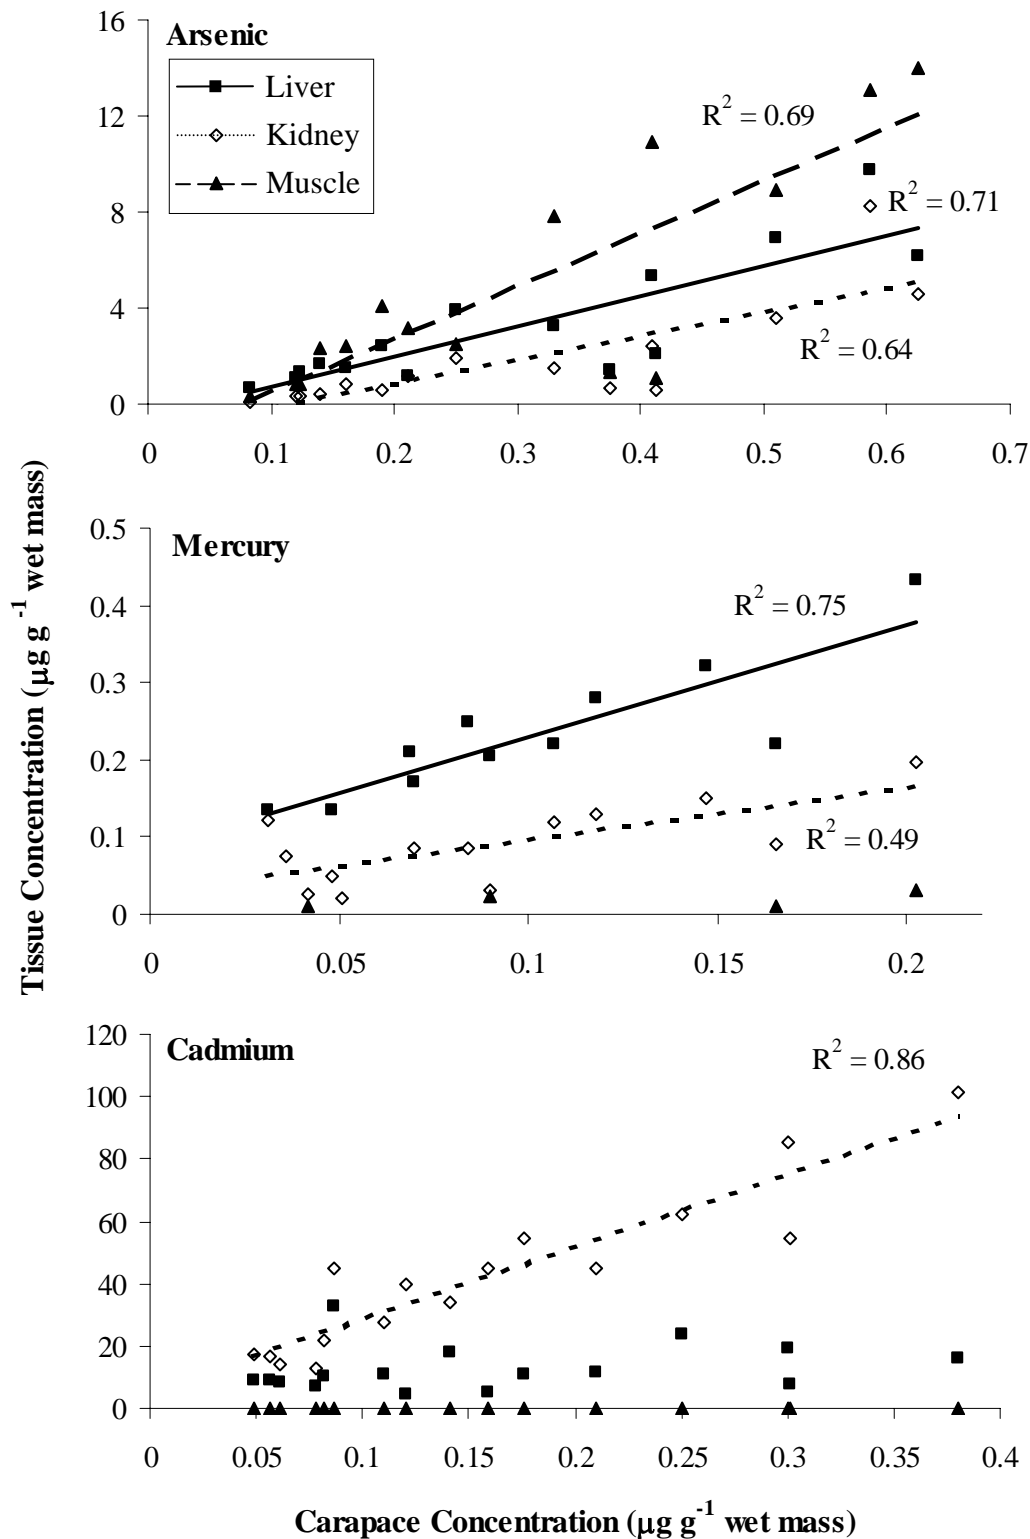 16
Arsenic
Liver
12
R² = 0.69
Kidney
Muscle
8
R² = 0.71
4
R² = 0.64
0
0 0.1 0.2 0.3 0.4 0.5 0.6 0.7
Tissue Concentration (µg g⁻¹ wet mass)
0.5
Mercury
0.4
R² = 0.75
0.3
0.2
0.1
R² = 0.49
0
0 0.05 0.1 0.15 0.2
120
Cadmium
R² = 0.86
100
80
60
40
20
0
0 0.05 0.1 0.15 0.2 0.25 0.3 0.35 0.4
Carapace Concentration (µg g⁻¹ wet mass)